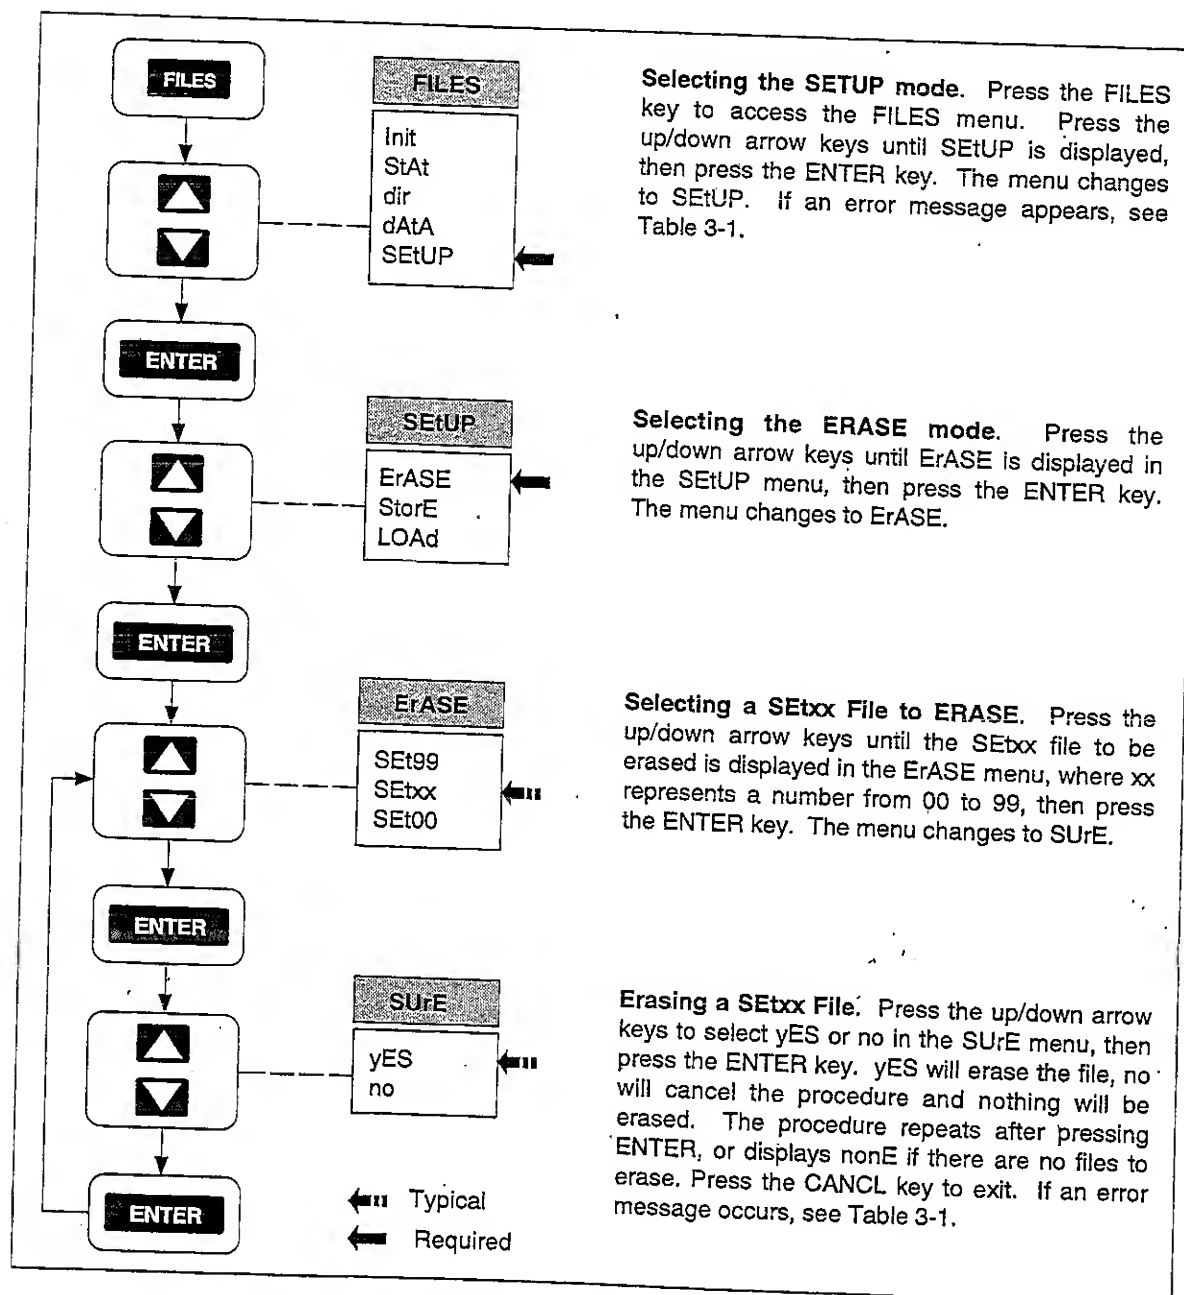 FILES
FILES
Init
StAt
dir
dAtA
SEtUP
Selecting the SETUP mode. Press the FILES
key to access the FILES menu. Press the
up/down arrow keys until SEtUP is displayed,
then press the ENTER key. The menu changes
to SEtUP. If an error message appears, see
Table 3-1.
ENTER
SEtUP
ErASE
StorE
LOAd
Selecting the ERASE mode. Press the
up/down arrow keys until ErASE is displayed in
the SEtUP menu, then press the ENTER key.
The menu changes to ErASE.
ENTER
ErASE
SEt99
SEtxx
SEt00
Selecting a SEtxx File to ERASE. Press the
up/down arrow keys until the SEtxx file to be
erased is displayed in the ErASE menu, where xx
represents a number from 00 to 99, then press
the ENTER key. The menu changes to SUrE.
ENTER
SUrE
yES
no
Erasing a SEtxx File. Press the up/down arrow
keys to select yES or no in the SUrE menu, then
press the ENTER key. yES will erase the file, no
will cancel the procedure and nothing will be
erased. The procedure repeats after pressing
ENTER, or displays nonE if there are no files to
erase. Press the CANCL key to exit. If an error
message occurs, see Table 3-1.
ENTER
Typical
Required